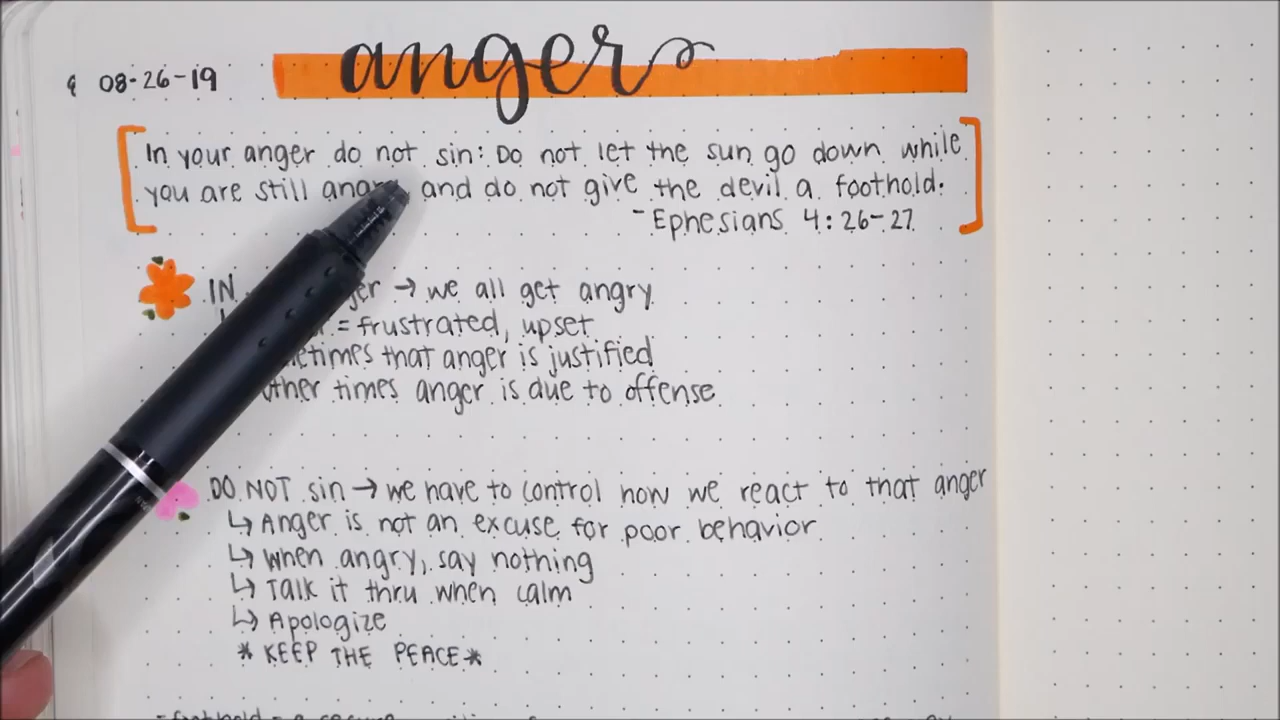 08-26-19
anger
In your anger do not sin: Do not let the sun go down while
you are still and do not give the devil a foothold.
- Ephesians 4:26-27
IN → we all get angry
= frustrated, upset
that anger is justified
other times anger is due to offense
DO NOT sin → we have to control how we react to that anger
↳ Anger is not an excuse for poor behavior
↳ when angry, say nothing
↳ Talk it thru when calm
↳ Apologize
* KEEP THE PEACE *